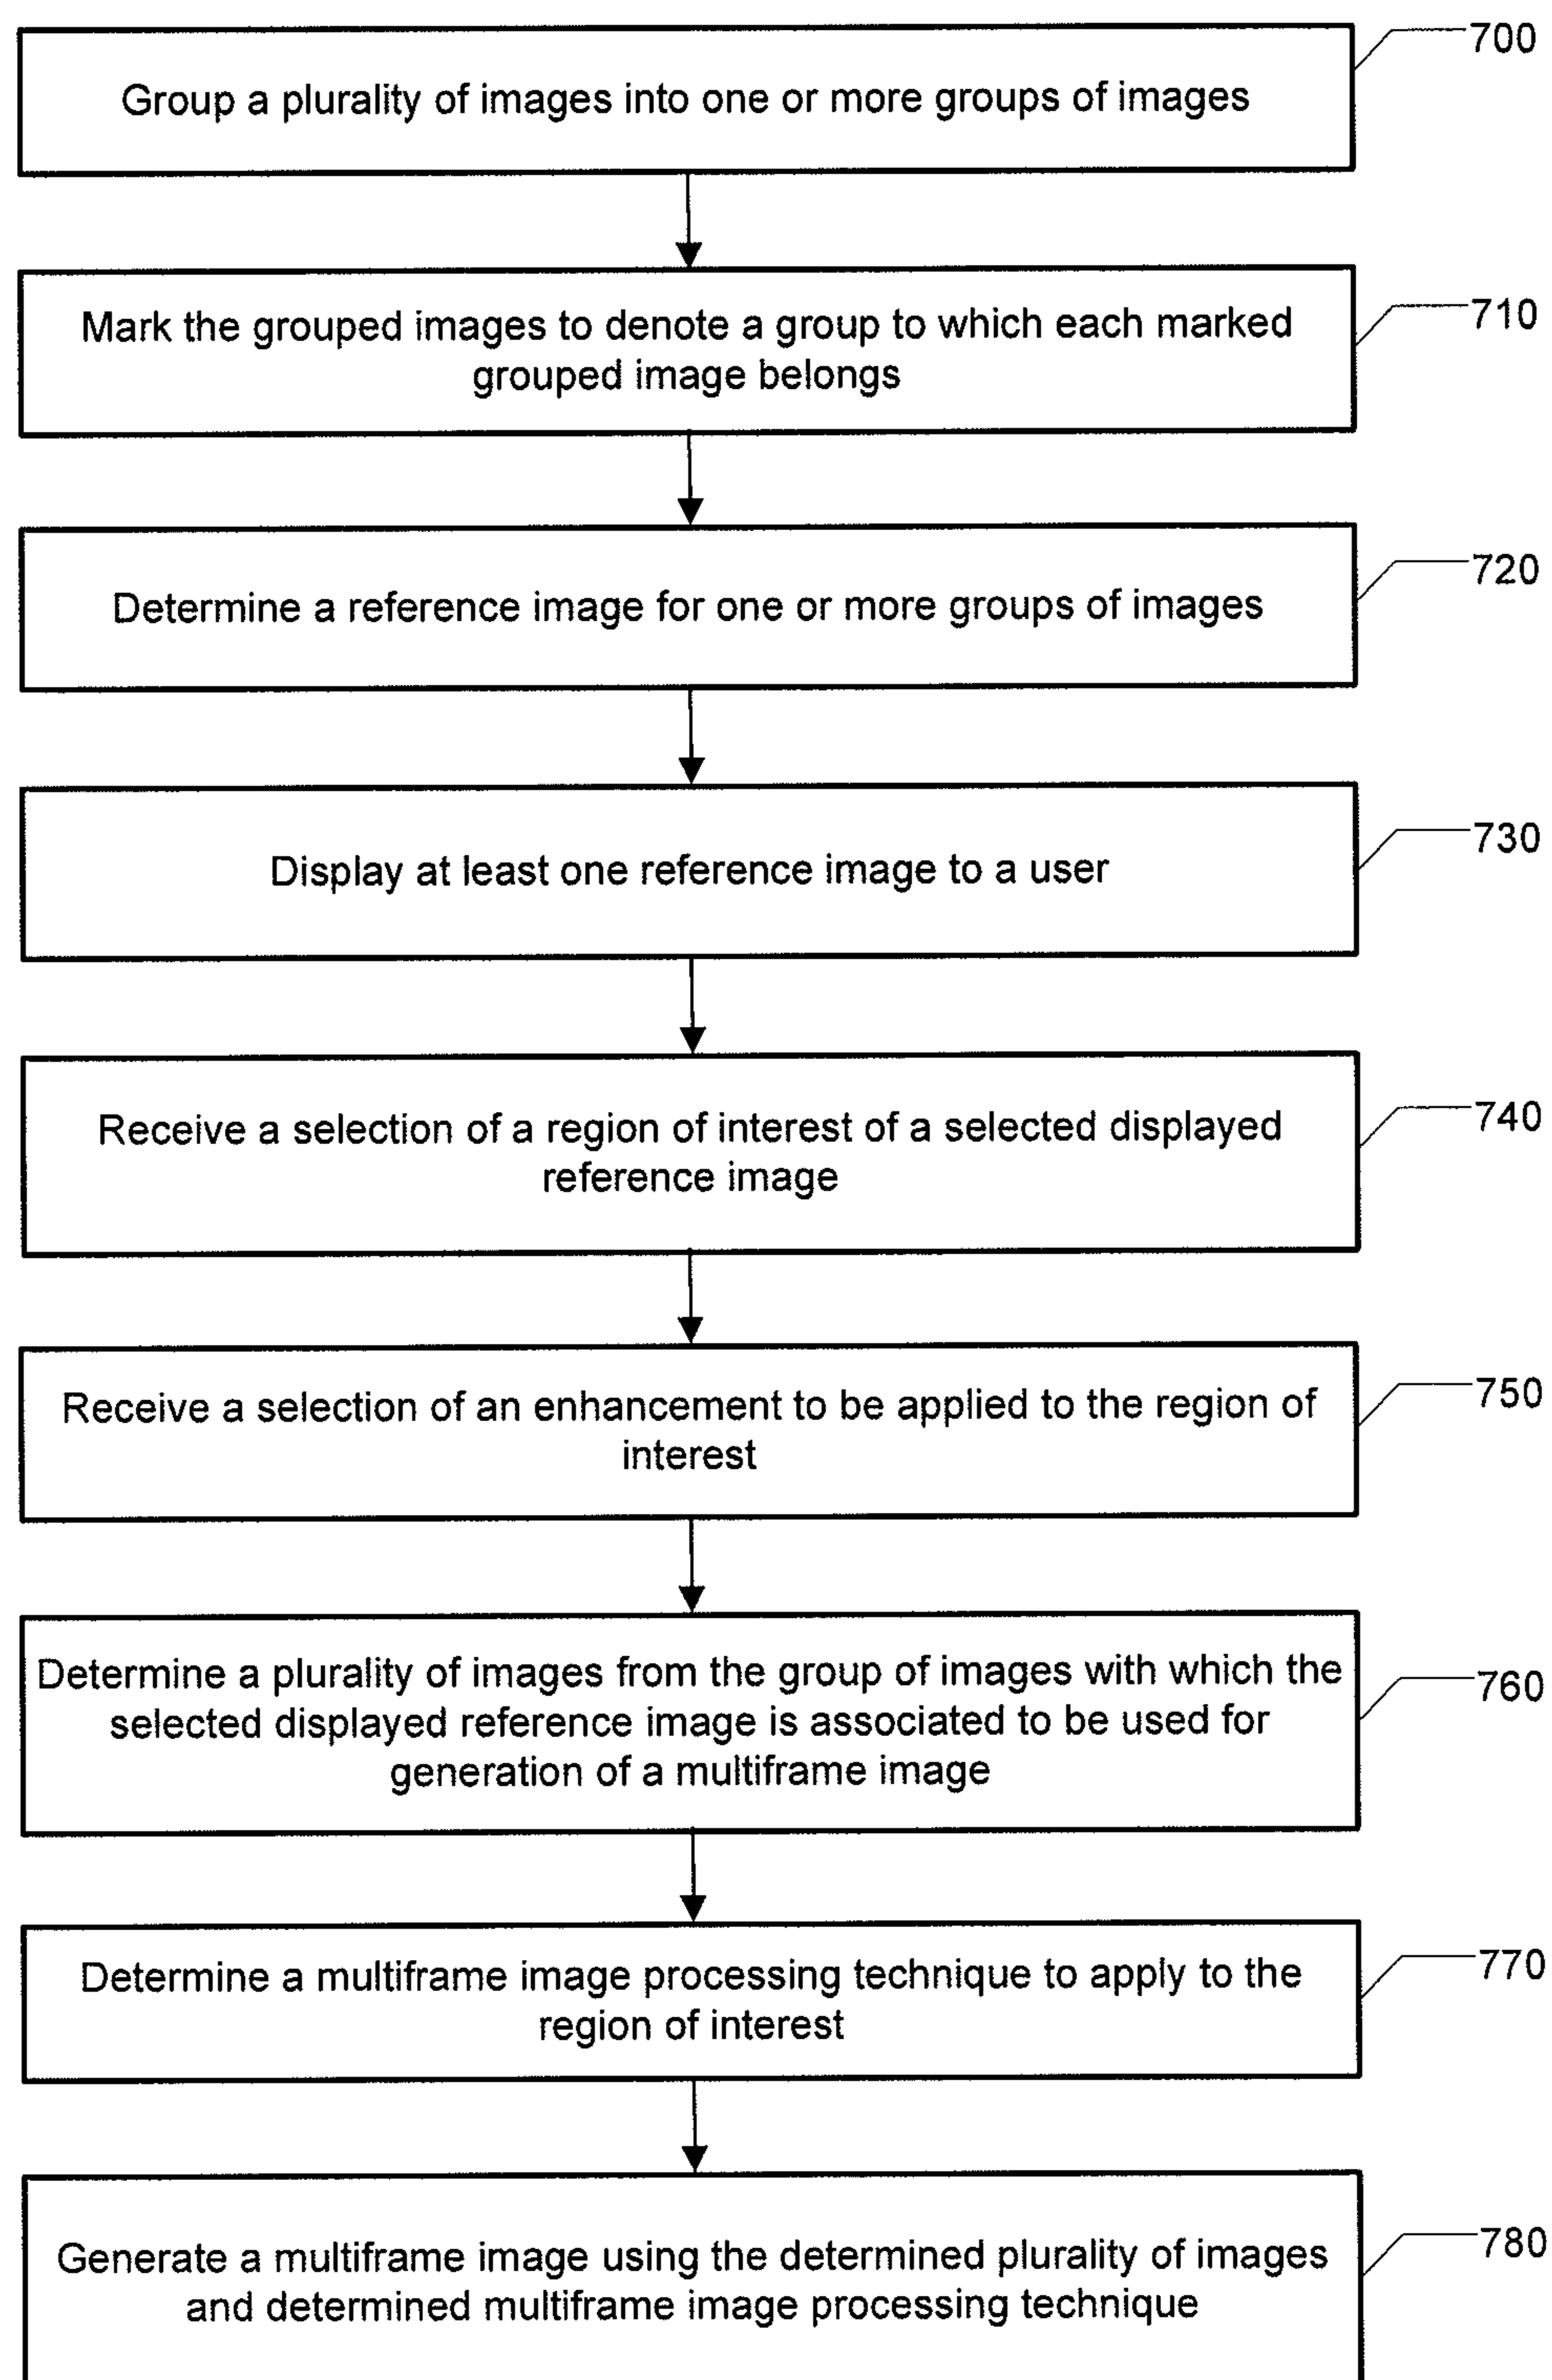 700
Group a plurality of images into one or more groups of images
710
Mark the grouped images to denote a group to which each marked
grouped image belongs
720
Determine a reference image for one or more groups of images
730
Display at least one reference image to a user
740
Receive a selection of a region of interest of a selected displayed
reference image
750
Receive a selection of an enhancement to be applied to the region of
interest
760
Determine a plurality of images from the group of images with which the
selected displayed reference image is associated to be used for
generation of a multiframe image
770
Determine a multiframe image processing technique to apply to the
region of interest
780
Generate a multiframe image using the determined plurality of images
and determined multiframe image processing technique